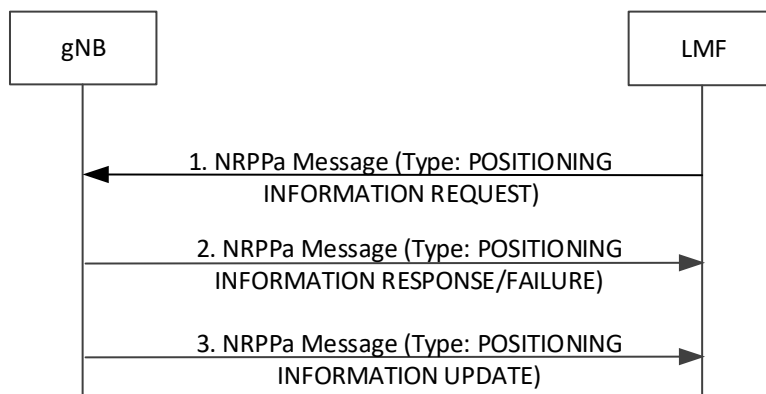 gNB
LMF
1. NRPPa Message (Type: POSITIONING
INFORMATION REQUEST)
2. NRPPa Message (Type: POSITIONING
INFORMATION RESPONSE/FAILURE)
3. NRPPa Message (Type: POSITIONING
INFORMATION UPDATE)